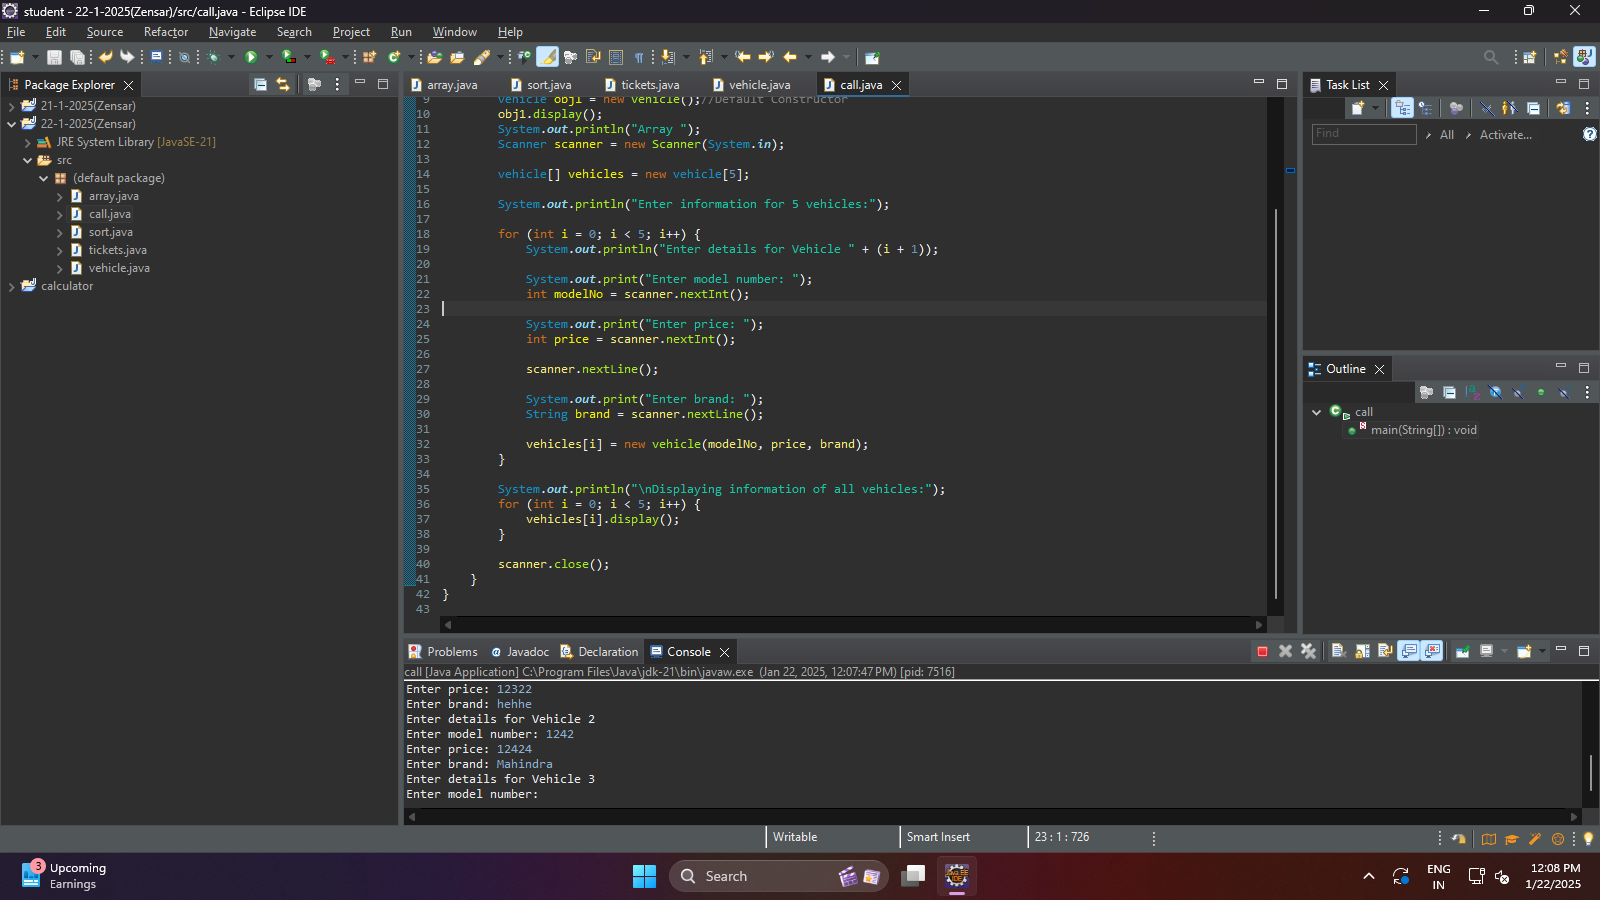 student - 22-1-2025(Zensar)/src/call.java - Eclipse IDE
File Edit Source Refactor Navigate Search Project Run Window Help
Package Explorer
21-1-2025(Zensar)
22-1-2025(Zensar)
JRE System Library [JavaSE-21]
src
(default package)
array.java
call.java
sort.java
tickets.java
vehicle.java
calculator
array.java sort.java tickets.java vehicle.java call.java
9 vehicle obj1 = new vehicle();//Default Constructor
10 obj1.display();
11 System.out.println("Array ");
12 Scanner scanner = new Scanner(System.in);
13
14 vehicle[] vehicles = new vehicle[5];
15
16 System.out.println("Enter information for 5 vehicles:");
17
18 for (int i = 0; i < 5; i++) {
19 System.out.println("Enter details for Vehicle " + (i + 1));
20
21 System.out.print("Enter model number: ");
22 int modelNo = scanner.nextInt();
23
24 System.out.print("Enter price: ");
25 int price = scanner.nextInt();
26
27 scanner.nextLine();
28
29 System.out.print("Enter brand: ");
30 String brand = scanner.nextLine();
31
32 vehicles[i] = new vehicle(modelNo, price, brand);
33 }
34
35 System.out.println("\nDisplaying information of all vehicles:");
36 for (int i = 0; i < 5; i++) {
37 vehicles[i].display();
38 }
39
40 scanner.close();
41 }
42 }
43
Task List
Find All Activate...
Outline
call
main(String[]) : void
Problems Javadoc Declaration Console
call [Java Application] C:\Program Files\Java\jdk-21\bin\javaw.exe (Jan 22, 2025, 12:07:47 PM) [pid: 7516]
Enter price: 12322
Enter brand: hehhe
Enter details for Vehicle 2
Enter model number: 1242
Enter price: 12424
Enter brand: Mahindra
Enter details for Vehicle 3
Enter model number:
Writable Smart Insert 23 : 1 : 726
3
Upcoming
Earnings
Search
ENG
IN
12:08 PM
1/22/2025